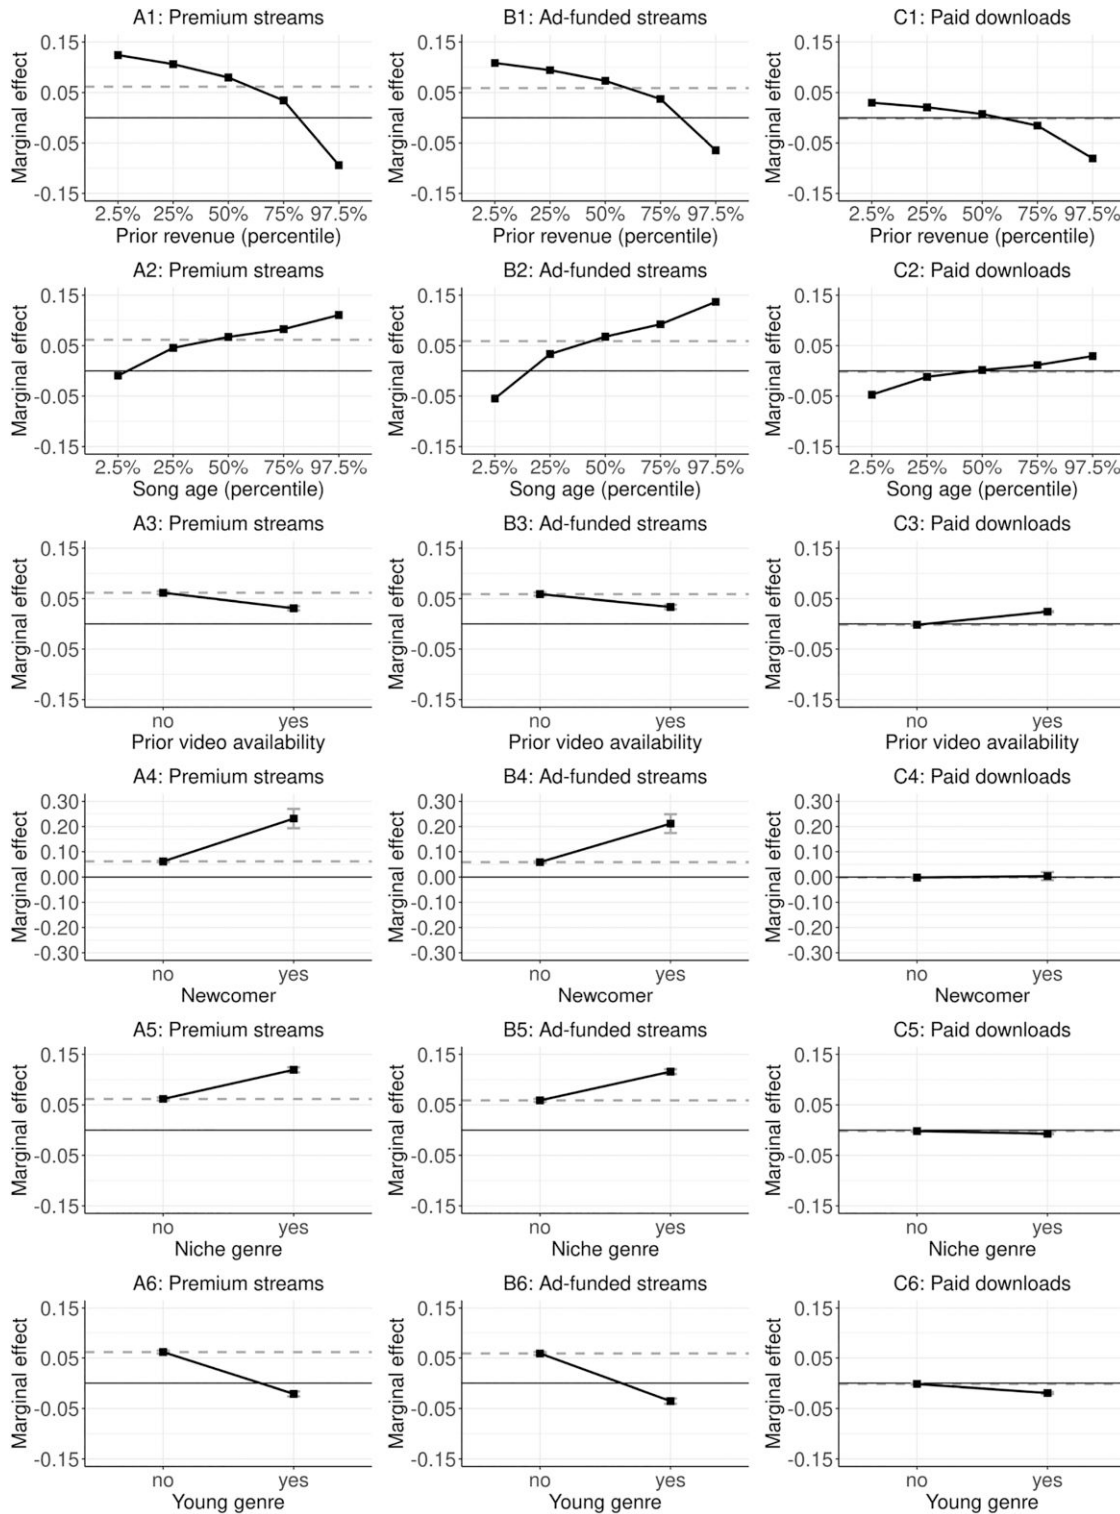 A1: Premium streams
Marginal effect
0.15
0.05
-0.05
-0.15
2.5% 25% 50% 75% 97.5%
Prior revenue (percentile)
B1: Ad-funded streams
Marginal effect
0.15
0.05
-0.05
-0.15
2.5% 25% 50% 75% 97.5%
Prior revenue (percentile)
C1: Paid downloads
Marginal effect
0.15
0.05
-0.05
-0.15
2.5% 25% 50% 75% 97.5%
Prior revenue (percentile)
A2: Premium streams
Marginal effect
0.15
0.05
-0.05
-0.15
2.5% 25% 50% 75% 97.5%
Song age (percentile)
B2: Ad-funded streams
Marginal effect
0.15
0.05
-0.05
-0.15
2.5% 25% 50% 75% 97.5%
Song age (percentile)
C2: Paid downloads
Marginal effect
0.15
0.05
-0.05
-0.15
2.5% 25% 50% 75% 97.5%
Song age (percentile)
A3: Premium streams
Marginal effect
0.15
0.05
-0.05
-0.15
no yes
Prior video availability
B3: Ad-funded streams
Marginal effect
0.15
0.05
-0.05
-0.15
no yes
Prior video availability
C3: Paid downloads
Marginal effect
0.15
0.05
-0.05
-0.15
no yes
Prior video availability
A4: Premium streams
Marginal effect
0.30
0.20
0.10
0.00
-0.10
-0.20
-0.30
no yes
Newcomer
B4: Ad-funded streams
Marginal effect
0.30
0.20
0.10
0.00
-0.10
-0.20
-0.30
no yes
Newcomer
C4: Paid downloads
Marginal effect
0.30
0.20
0.10
0.00
-0.10
-0.20
-0.30
no yes
Newcomer
A5: Premium streams
Marginal effect
0.15
0.05
-0.05
-0.15
no yes
Niche genre
B5: Ad-funded streams
Marginal effect
0.15
0.05
-0.05
-0.15
no yes
Niche genre
C5: Paid downloads
Marginal effect
0.15
0.05
-0.05
-0.15
no yes
Niche genre
A6: Premium streams
Marginal effect
0.15
0.05
-0.05
-0.15
no yes
Young genre
B6: Ad-funded streams
Marginal effect
0.15
0.05
-0.05
-0.15
no yes
Young genre
C6: Paid downloads
Marginal effect
0.15
0.05
-0.05
-0.15
no yes
Young genre